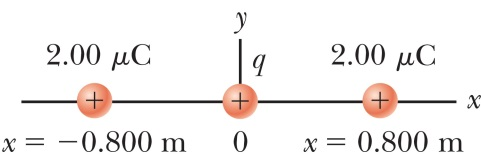 y
2.00 μC q 2.00 μC
+ + + x
x = −0.800 m 0 x = 0.800 m